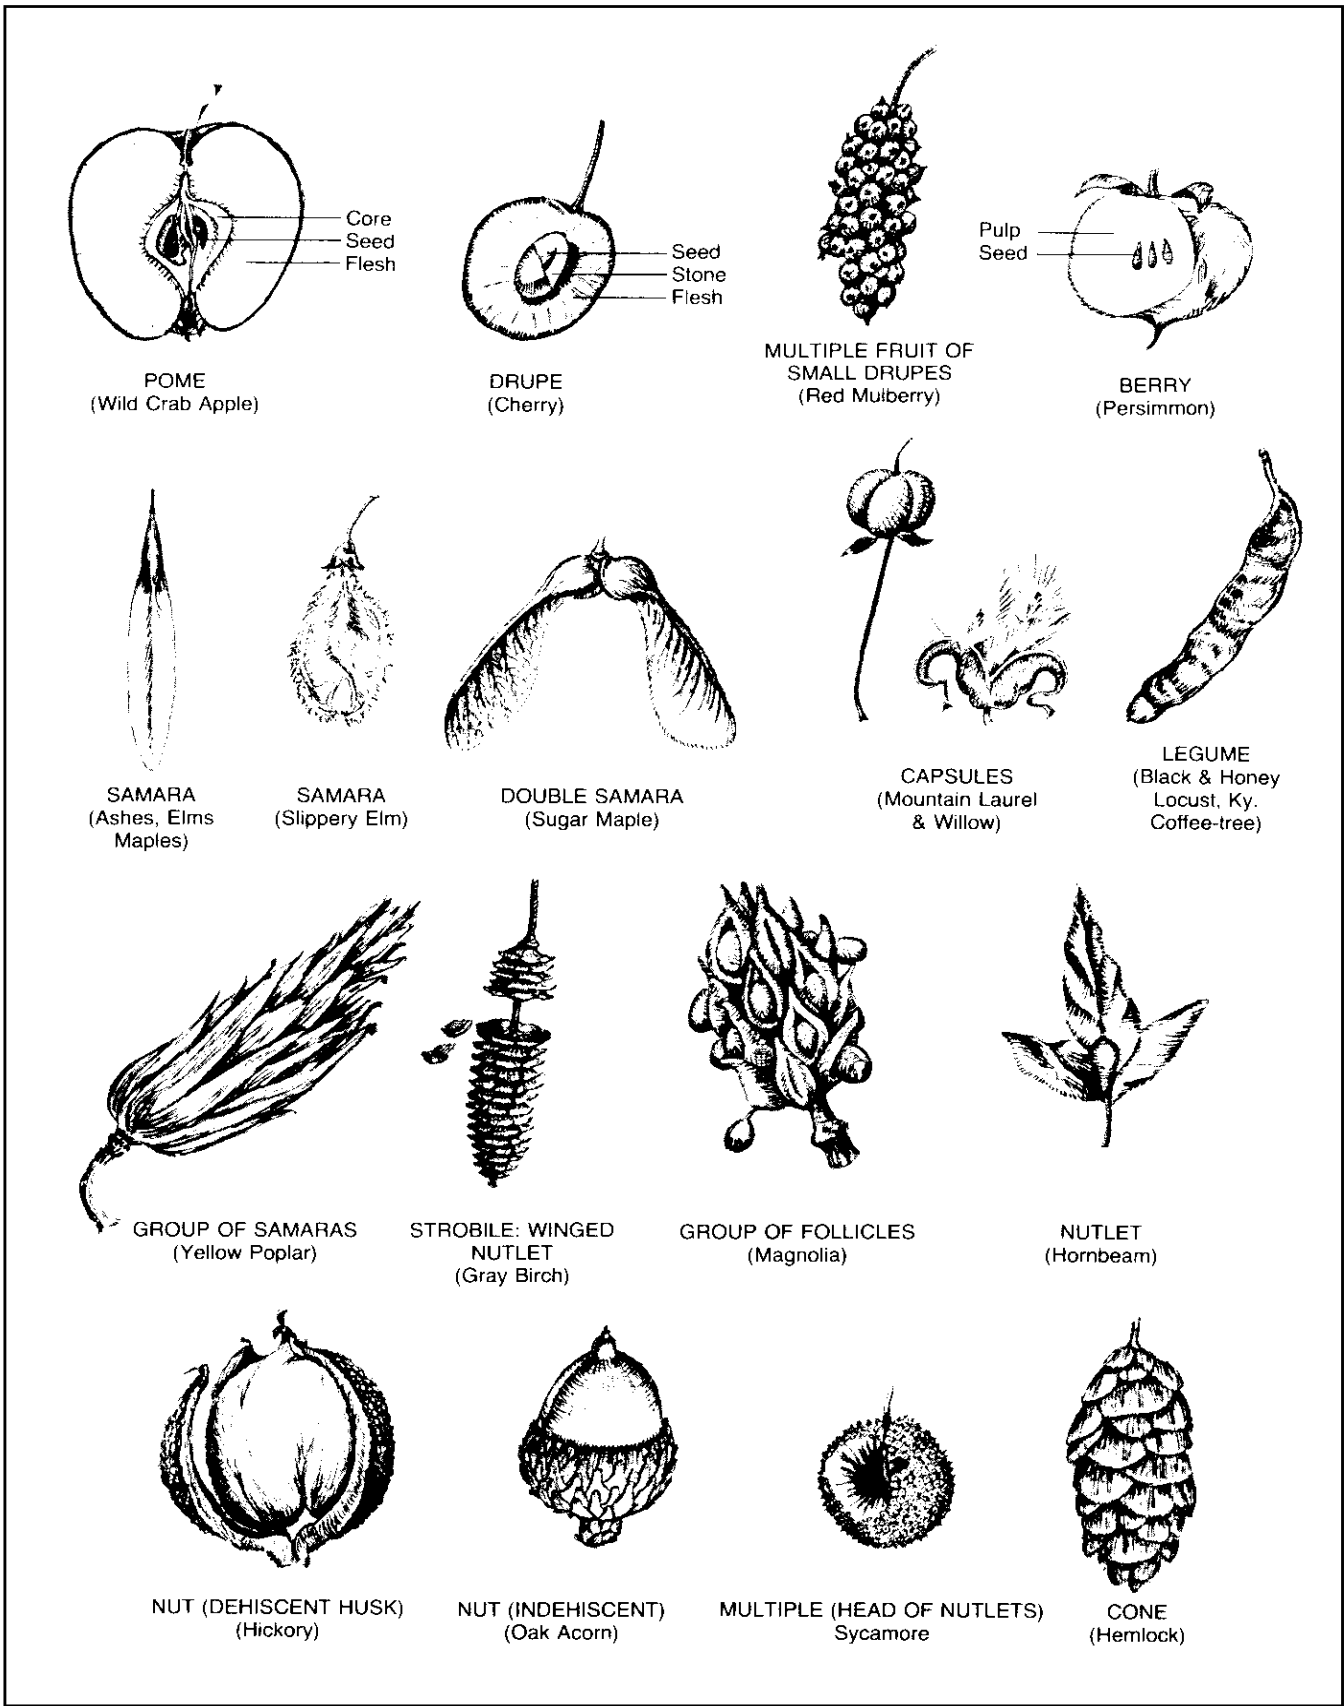 Core
Seed
Flesh
POME
(Wild Crab Apple)
Seed
Stone
Flesh
DRUPE
(Cherry)
MULTIPLE FRUIT OF
SMALL DRUPES
(Red Mulberry)
Pulp
Seed
BERRY
(Persimmon)
SAMARA
(Ashes, Elms
Maples)
SAMARA
(Slippery Elm)
DOUBLE SAMARA
(Sugar Maple)
CAPSULES
(Mountain Laurel
& Willow)
LEGUME
(Black & Honey
Locust, Ky.
Coffee-tree)
GROUP OF SAMARAS
(Yellow Poplar)
STROBILE: WINGED
NUTLET
(Gray Birch)
GROUP OF FOLLICLES
(Magnolia)
NUTLET
(Hornbeam)
NUT (DEHISCENT HUSK)
(Hickory)
NUT (INDEHISCENT)
(Oak Acorn)
MULTIPLE (HEAD OF NUTLETS)
Sycamore
CONE
(Hemlock)